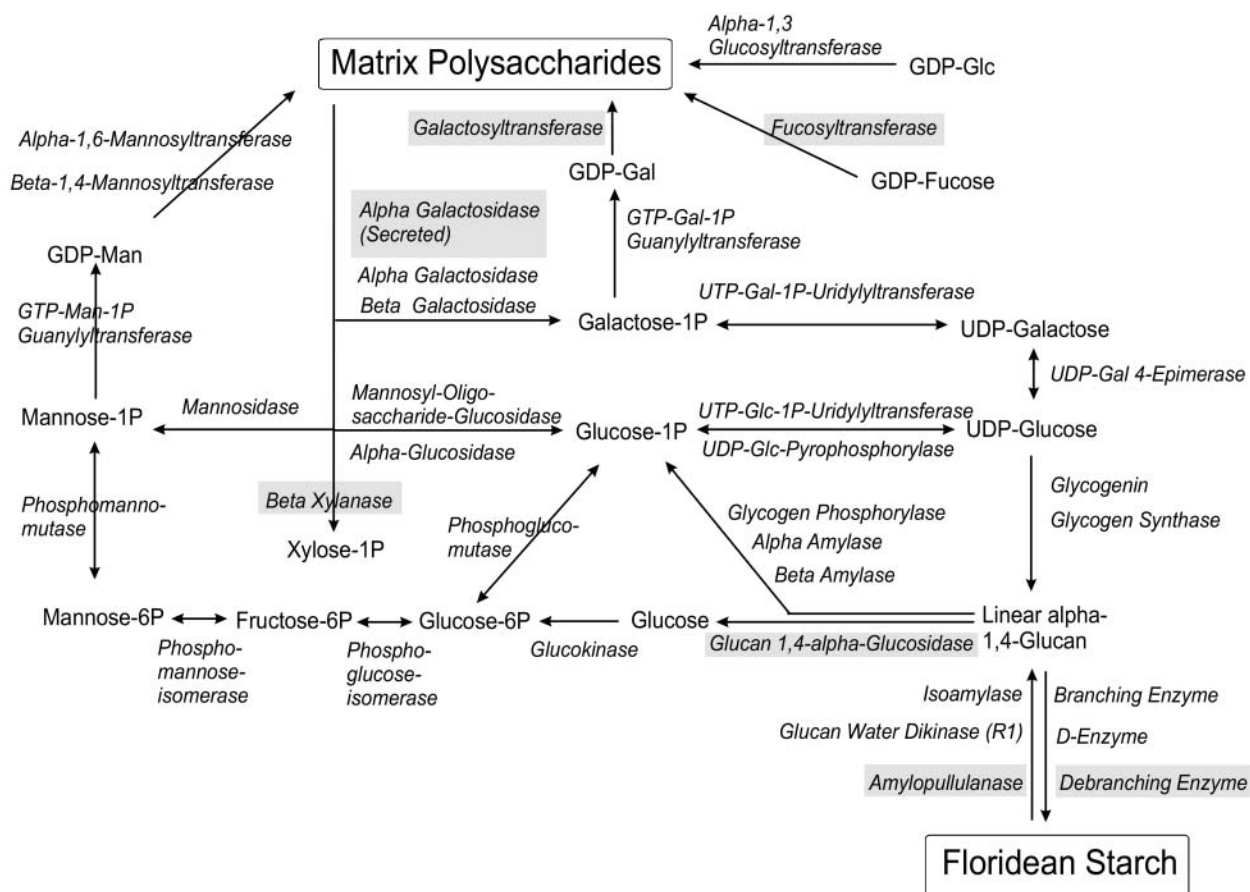 Alpha-1,3
Glucosyltransferase
Matrix Polysaccharides
GDP-Glc
Alpha-1,6-Mannosyltransferase
Galactosyltransferase
Fucosyltransferase
Beta-1,4-Mannosyltransferase
GDP-Gal
GDP-Fucose
Alpha Galactosidase
(Secreted)
GTP-Gal-1P
Guanylyltransferase
GDP-Man
Alpha Galactosidase
Beta Galactosidase
UTP-Gal-1P-Uridylyltransferase
GTP-Man-1P
Guanylyltransferase
Galactose-1P
UDP-Galactose
UDP-Gal 4-Epimerase
Mannose-1P
Mannosidase
Mannosyl-Oligo-
saccharide-Glucosidase
Glucose-1P
UTP-Glc-1P-Uridylyltransferase
UDP-Glucose
Alpha-Glucosidase
UDP-Glc-Pyrophosphorylase
Phosphomanno-
mutase
Beta Xylanase
Glycogenin
Glycogen Synthase
Phosphogluco-
mutase
Glycogen Phosphorylase
Alpha Amylase
Beta Amylase
Xylose-1P
Mannose-6P
Fructose-6P
Glucose-6P
Glucose
Linear alpha-
1,4-Glucan
Phospho-
mannose-
isomerase
Phospho-
glucose-
isomerase
Glucokinase
Glucan 1,4-alpha-Glucosidase
Isoamylase
Branching Enzyme
Glucan Water Dikinase (R1)
D-Enzyme
Amylopullulanase
Debranching Enzyme
Floridean Starch